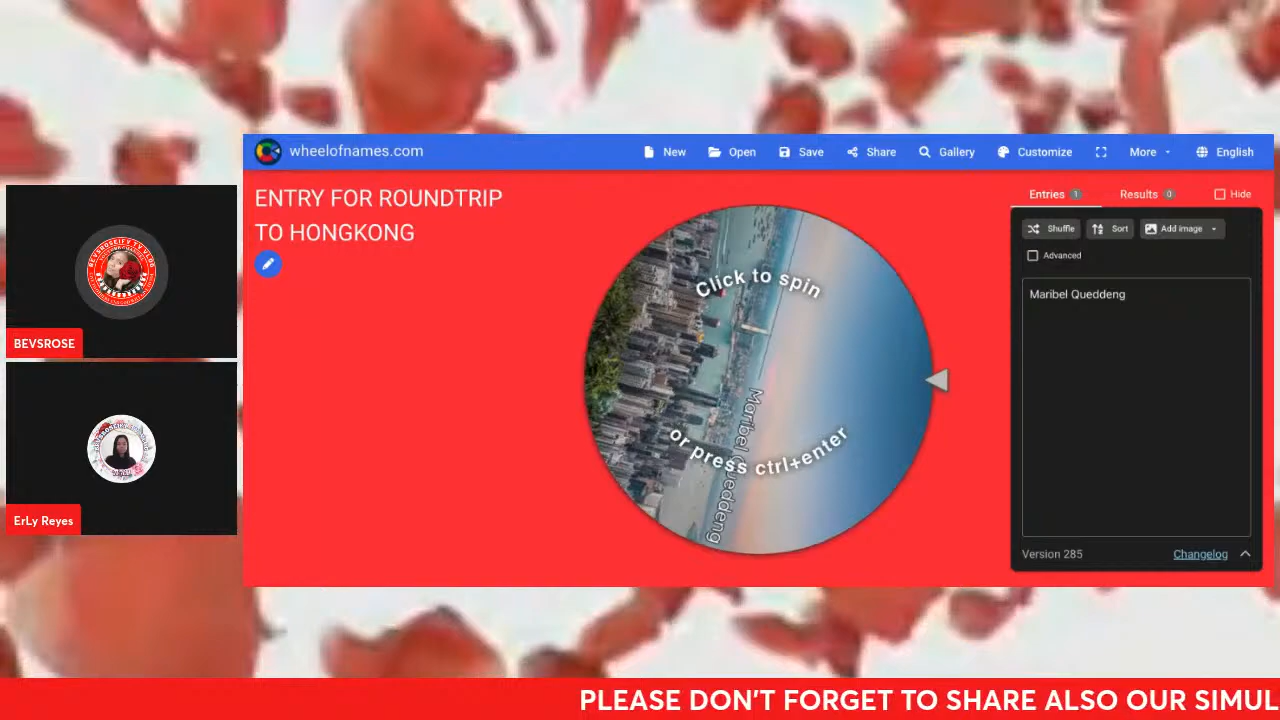 wheelofnames.com
New
Open
Save
Share
Gallery
Customize
More
English
ENTRY FOR ROUNDTRIP
TO HONGKONG
Entries 1
Results 0
Hide
Shuffle
Sort
Add image
Advanced
Maribel Queddeng
Click to spin
or press ctrl+enter
Maribel Queddeng
Version 285
Changelog
BEVSROSE
ErLy Reyes
PLEASE DON'T FORGET TO SHARE ALSO OUR SIMUL